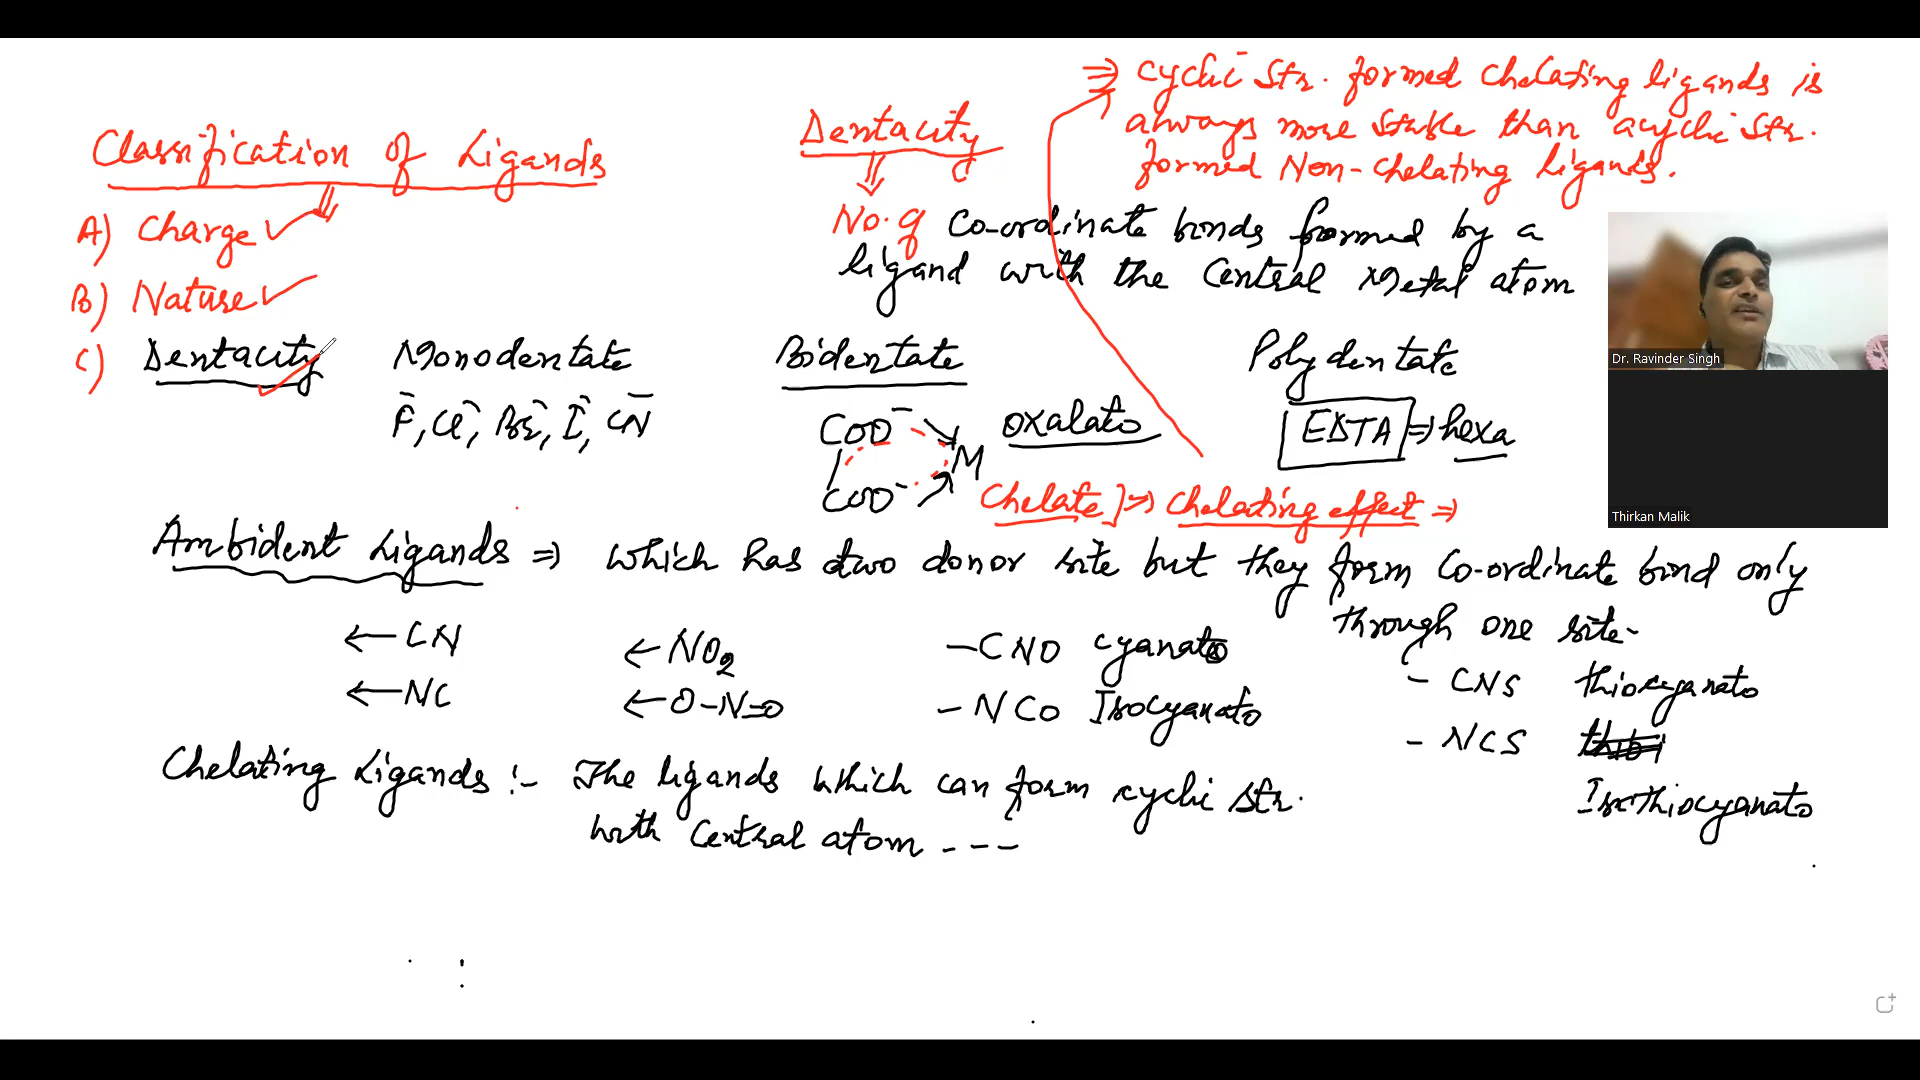 ⇒ cyclic str. formed chelating ligands is
always more stable than acyclic str.
formed Non-chelating ligands.
Classification of Ligands
Dentacity
A) Charge ✓
No. of Co-ordinate bonds formed by a
ligand with the Central Metal atom
B) Nature ✓
C) Dentacity Monodentate Bidentate Polydentate
F⁻, Cl⁻, Br⁻, I⁻, CN⁻
COO⁻
M
COO⁻
oxalato
EDTA ⇒ hexa
Chelate] → Chelating effect ⇒
Ambident Ligands ⇒ which has two donor site but they form Co-ordinate bond only
through one site-
← CN ← NO₂ - CNO cyanato - CNS thiocyanato
← NC ← O-N=O - NCO Isocyanato - NCS
Isothiocyanato
Chelating Ligands :- The ligands which can form cyclic str.
with Central atom ---
Dr. Ravinder Singh
Thirkan Malik